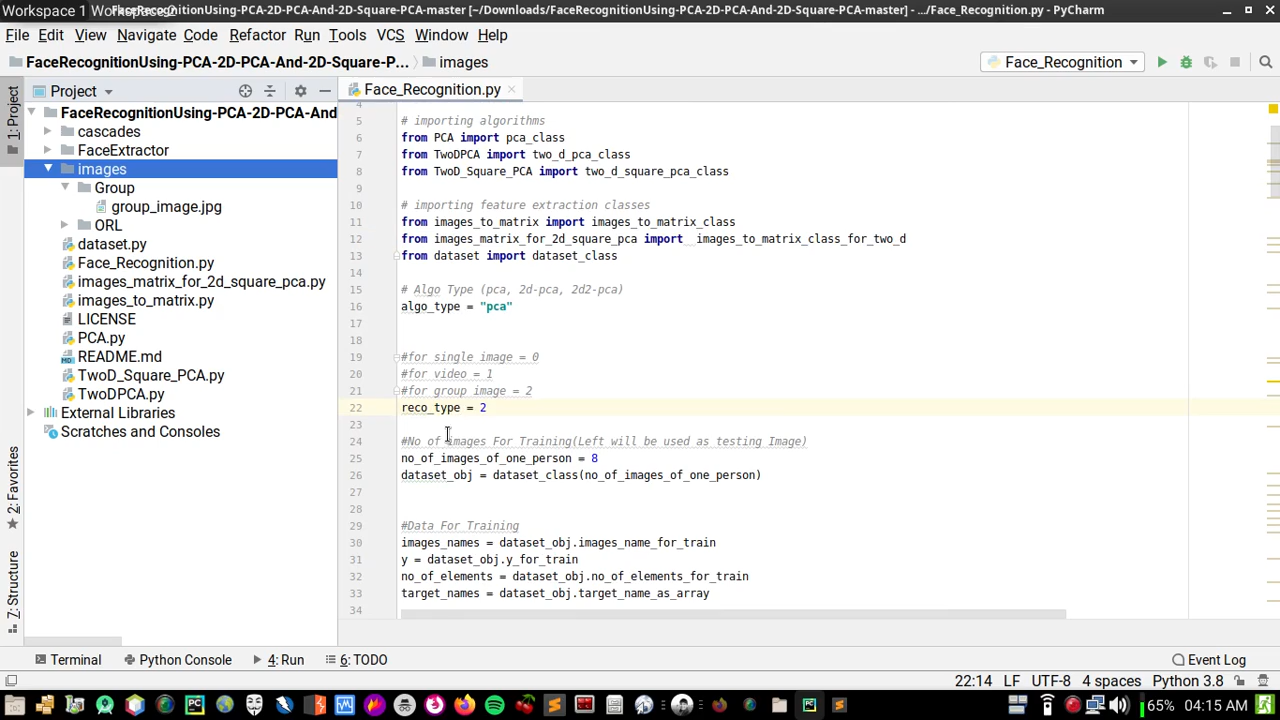 Workspace 1 Workspace2
FaceRecognitionUsing-PCA-2D-PCA-And-2D-Square-PCA-master [~/Downloads/FaceRecognitionUsing-PCA-2D-PCA-And-2D-Square-PCA-master] - .../Face_Recognition.py - PyCharm
File Edit View Navigate Code Refactor Run Tools VCS Window Help
FaceRecognitionUsing-PCA-2D-PCA-And-2D-Square-P... images Face_Recognition
1: Project
Project
Face_Recognition.py
FaceRecognitionUsing-PCA-2D-PCA-And
cascades
FaceExtractor
images
Group
group_image.jpg
ORL
dataset.py
Face_Recognition.py
images_matrix_for_2d_square_pca.py
images_to_matrix.py
LICENSE
PCA.py
README.md
TwoD_Square_PCA.py
TwoDPCA.py
External Libraries
Scratches and Consoles
2: Favorites
7: Structure
4
5 # importing algorithms
6 from PCA import pca_class
7 from TwoDPCA import two_d_pca_class
8 from TwoD_Square_PCA import two_d_square_pca_class
9
10 # importing feature extraction classes
11 from images_to_matrix import images_to_matrix_class
12 from images_matrix_for_2d_square_pca import images_to_matrix_class_for_two_d
13 from dataset import dataset_class
14
15 # Algo Type (pca, 2d-pca, 2d2-pca)
16 algo_type = "pca"
17
18
19 #for single image = 0
20 #for video = 1
21 #for group image = 2
22 reco_type = 2
23
24 #No of images For Training(Left will be used as testing Image)
25 no_of_images_of_one_person = 8
26 dataset_obj = dataset_class(no_of_images_of_one_person)
27
28
29 #Data For Training
30 images_names = dataset_obj.images_name_for_train
31 y = dataset_obj.y_for_train
32 no_of_elements = dataset_obj.no_of_elements_for_train
33 target_names = dataset_obj.target_name_as_array
34
Terminal Python Console 4: Run 6: TODO Event Log
22:14 LF UTF-8 4 spaces Python 3.8
65% 04:15 AM